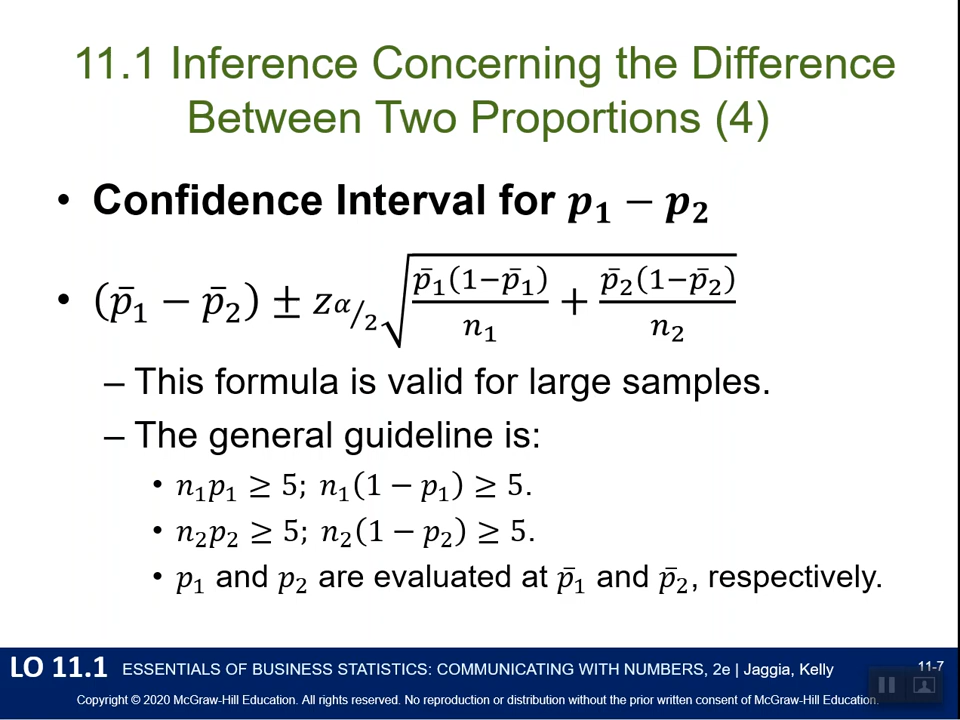 11.1 Inference Concerning the Difference
Between Two Proportions (4)
• Confidence Interval for p₁ − p₂
• (p̄₁ − p̄₂) ± z_{α/2} √(p̄₁(1−p̄₁)/n₁ + p̄₂(1−p̄₂)/n₂)
– This formula is valid for large samples.
– The general guideline is:
• n₁p₁ ≥ 5; n₁(1 − p₁) ≥ 5.
• n₂p₂ ≥ 5; n₂(1 − p₂) ≥ 5.
• p₁ and p₂ are evaluated at p̄₁ and p̄₂, respectively.
LO 11.1 ESSENTIALS OF BUSINESS STATISTICS: COMMUNICATING WITH NUMBERS, 2e | Jaggia, Kelly 11-7
Copyright © 2020 McGraw-Hill Education. All rights reserved. No reproduction or distribution without the prior written consent of McGraw-Hill Education.